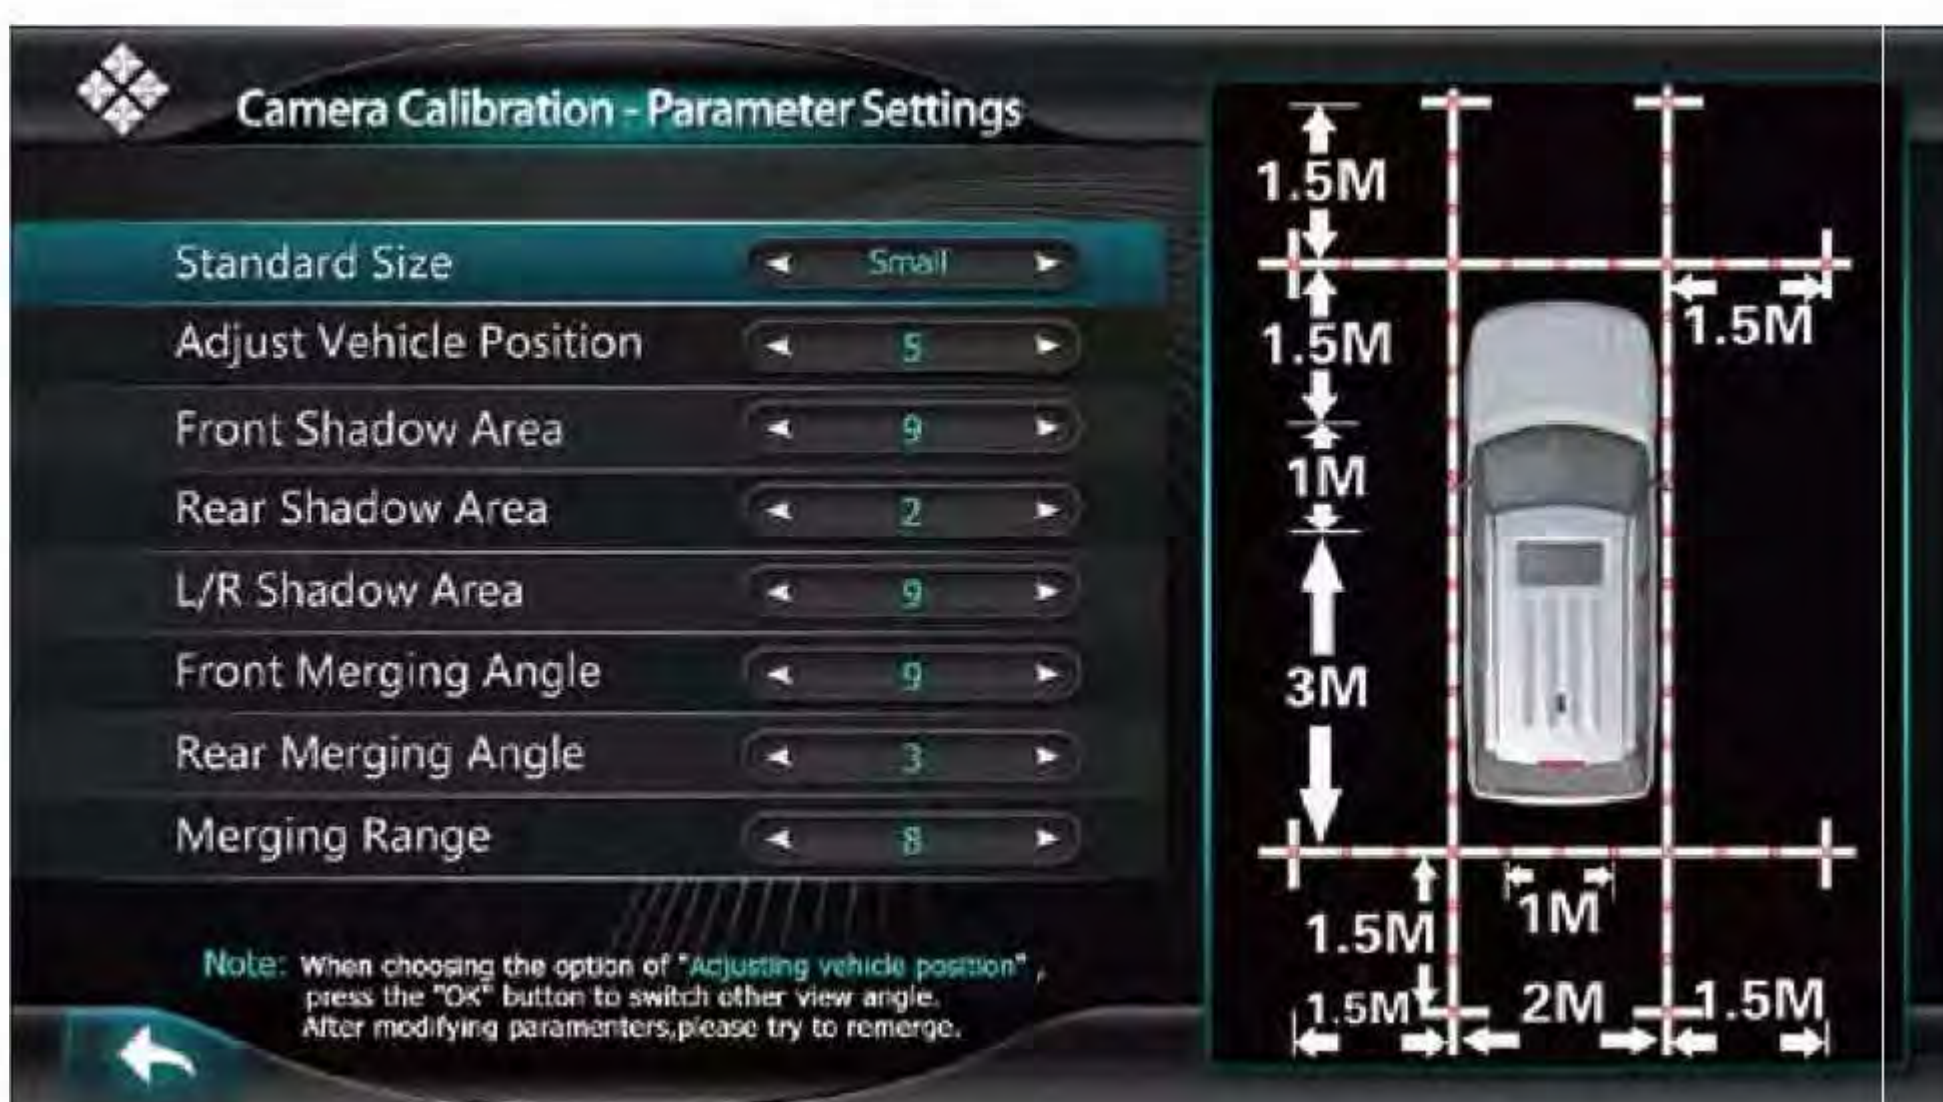 Camera Calibration - Parameter Settings
Standard Size
Small
Adjust Vehicle Position
5
Front Shadow Area
9
Rear Shadow Area
2
L/R Shadow Area
9
Front Merging Angle
9
Rear Merging Angle
3
Merging Range
8
Note: When choosing the option of "Adjusting vehicle position",
press the "OK" button to switch other view angle.
After modifying paramenters,please try to remerge.
1.5M
1.5M
1.5M
1M
3M
1.5M
1M
1.5M
2M
1.5M